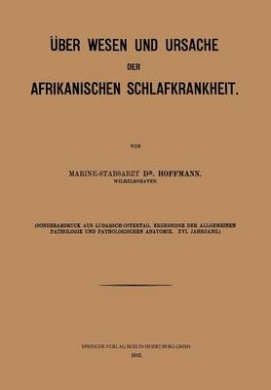 ÜBER WESEN UND URSACHE
DER
AFRIKANISCHEN SCHLAFKRANKHEIT.
VON
MARINE-STABSARZT DR. HOFFMANN.
WILHELMSHAVEN.
(SONDERABDRUCK AUS LUBARSCH-OSTERTAG, ERGEBNISSE DER ALLGEMEINEN
PATHOLOGIE UND PATHOLOGISCHEN ANATOMIE. XVI. JAHRGANG.)
SPRINGER-VERLAG BERLIN HEIDELBERG GMBH